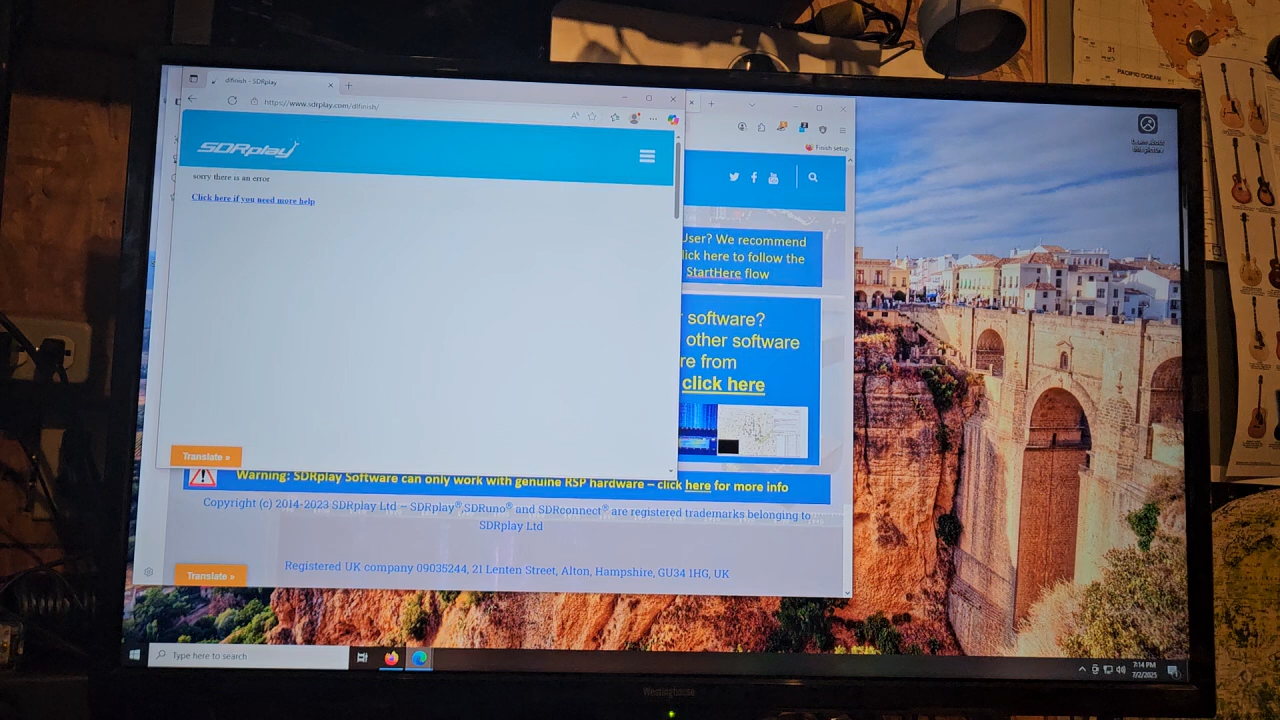 31
PACIFIC OCEAN
dlfinish - SDRplay
https://www.sdrplay.com/dlfinish/
Finish setup
SDRplay
sorry there is an error
Click here if you need more help
User? We recommend
lick here to follow the
StartHere flow
software?
other software
re from
click here
Translate »
Warning: SDRplay Software can only work with genuine RSP hardware – click here for more info
Copyright (c) 2014-2023 SDRplay Ltd – SDRplay® SDRuno® and SDRconnect® are registered trademarks belonging to
SDRplay Ltd
Registered UK company 09035244, 21 Lenten Street, Alton, Hampshire, GU34 1HG, UK
Translate »
Type here to search
7:14 PM
7/2/2025
Westinghouse